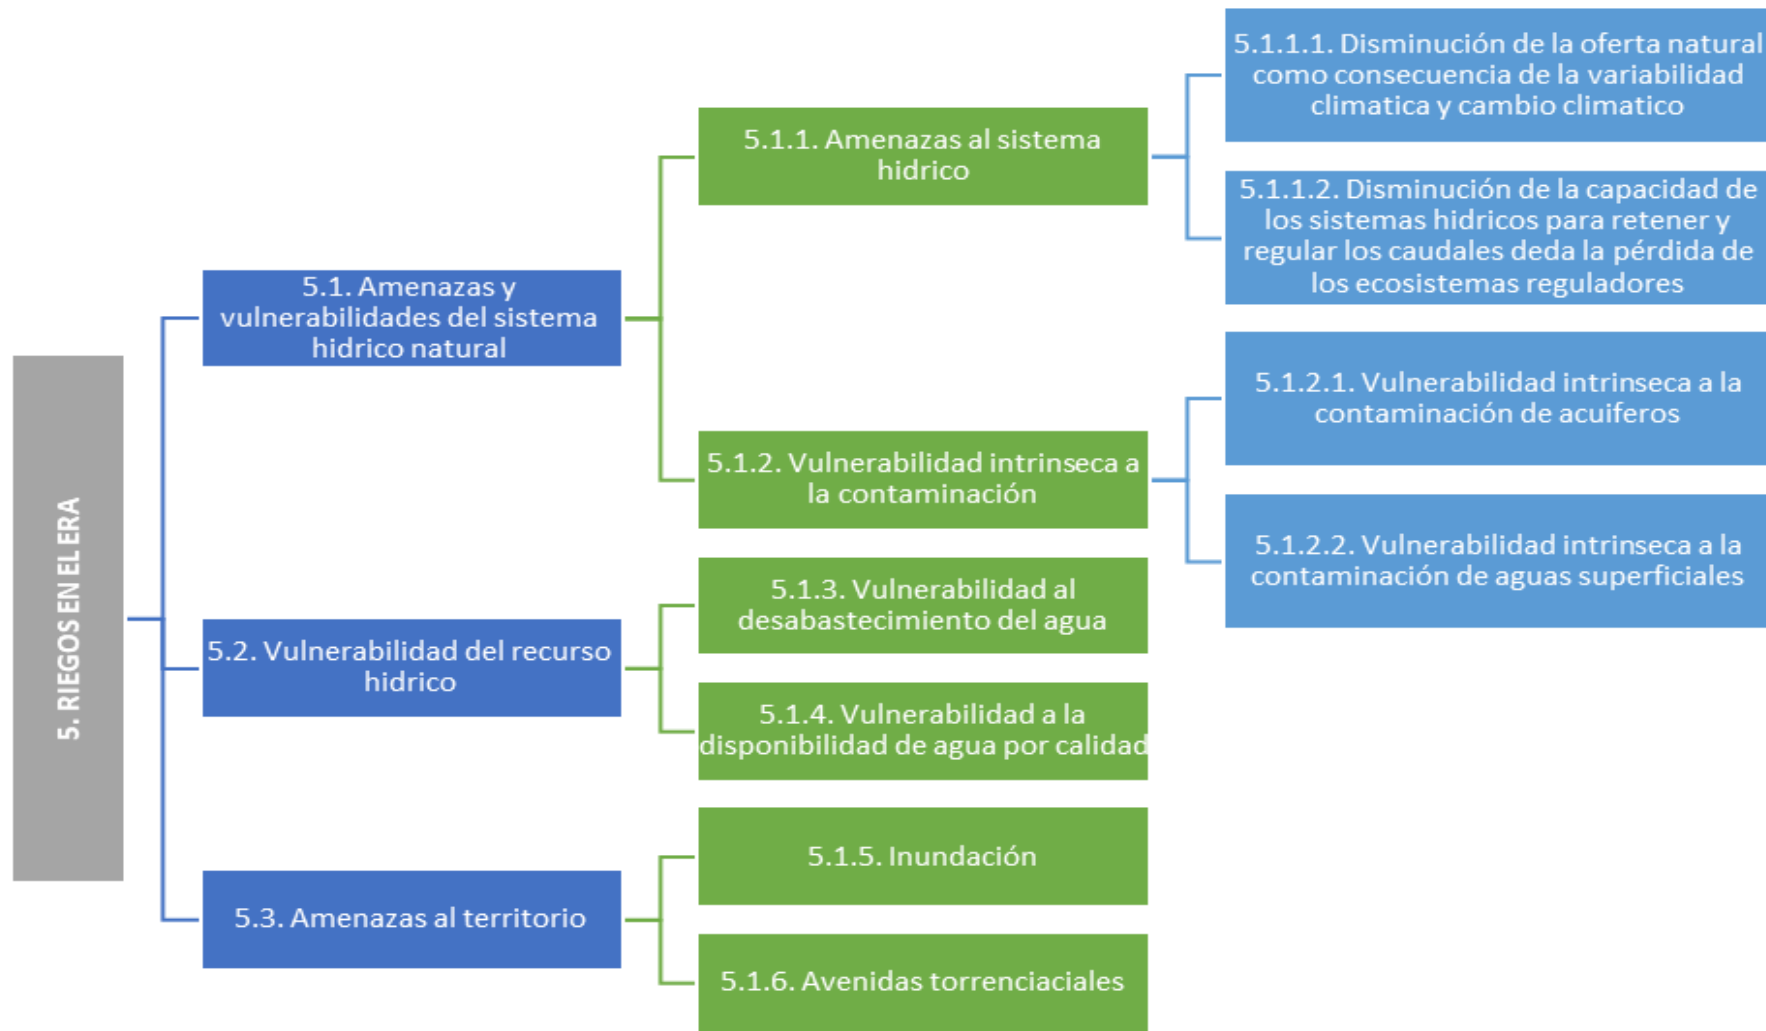 5. RIEGOS EN EL ERA
5.1. Amenazas y
vulnerabilidades del sistema
hidrico natural
5.1.1. Amenazas al sistema
hidrico
5.1.1.1. Disminución de la oferta natural
como consecuencia de la variabilidad
climatica y cambio climatico
5.1.1.2. Disminución de la capacidad de
los sistemas hidricos para retener y
regular los caudales deda la pérdida de
los ecosistemas reguladores
5.1.2. Vulnerabilidad intrinseca a
la contaminación
5.1.2.1. Vulnerabilidad intrinseca a la
contaminación de acuiferos
5.1.2.2. Vulnerabilidad intrinseca a la
contaminación de aguas superficiales
5.2. Vulnerabilidad del recurso
hidrico
5.1.3. Vulnerabilidad al
desabastecimiento del agua
5.1.4. Vulnerabilidad a la
disponibilidad de agua por calidad
5.3. Amenazas al territorio
5.1.5. Inundación
5.1.6. Avenidas torrenciaciales